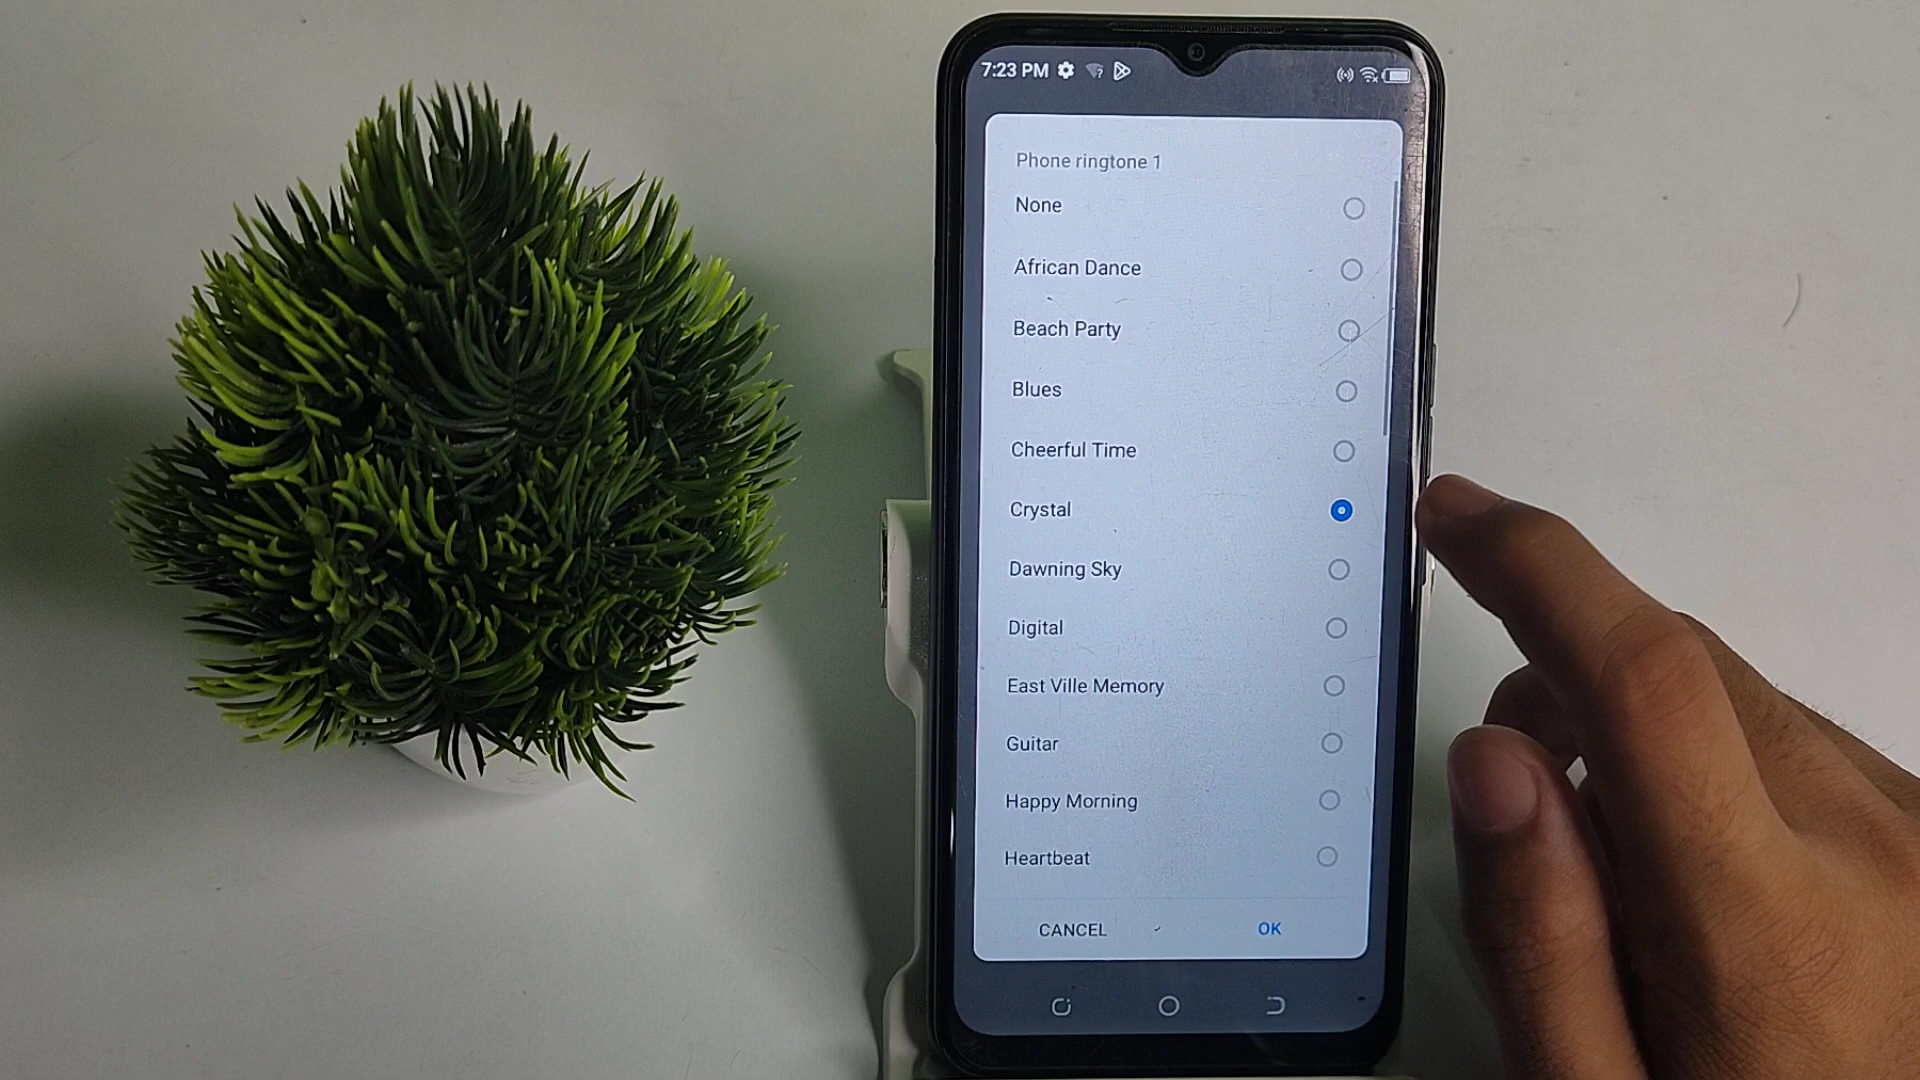 7:23 PM
Phone ringtone 1
None
African Dance
Beach Party
Blues
Cheerful Time
Crystal
Dawning Sky
Digital
East Ville Memory
Guitar
Happy Morning
Heartbeat
CANCEL OK